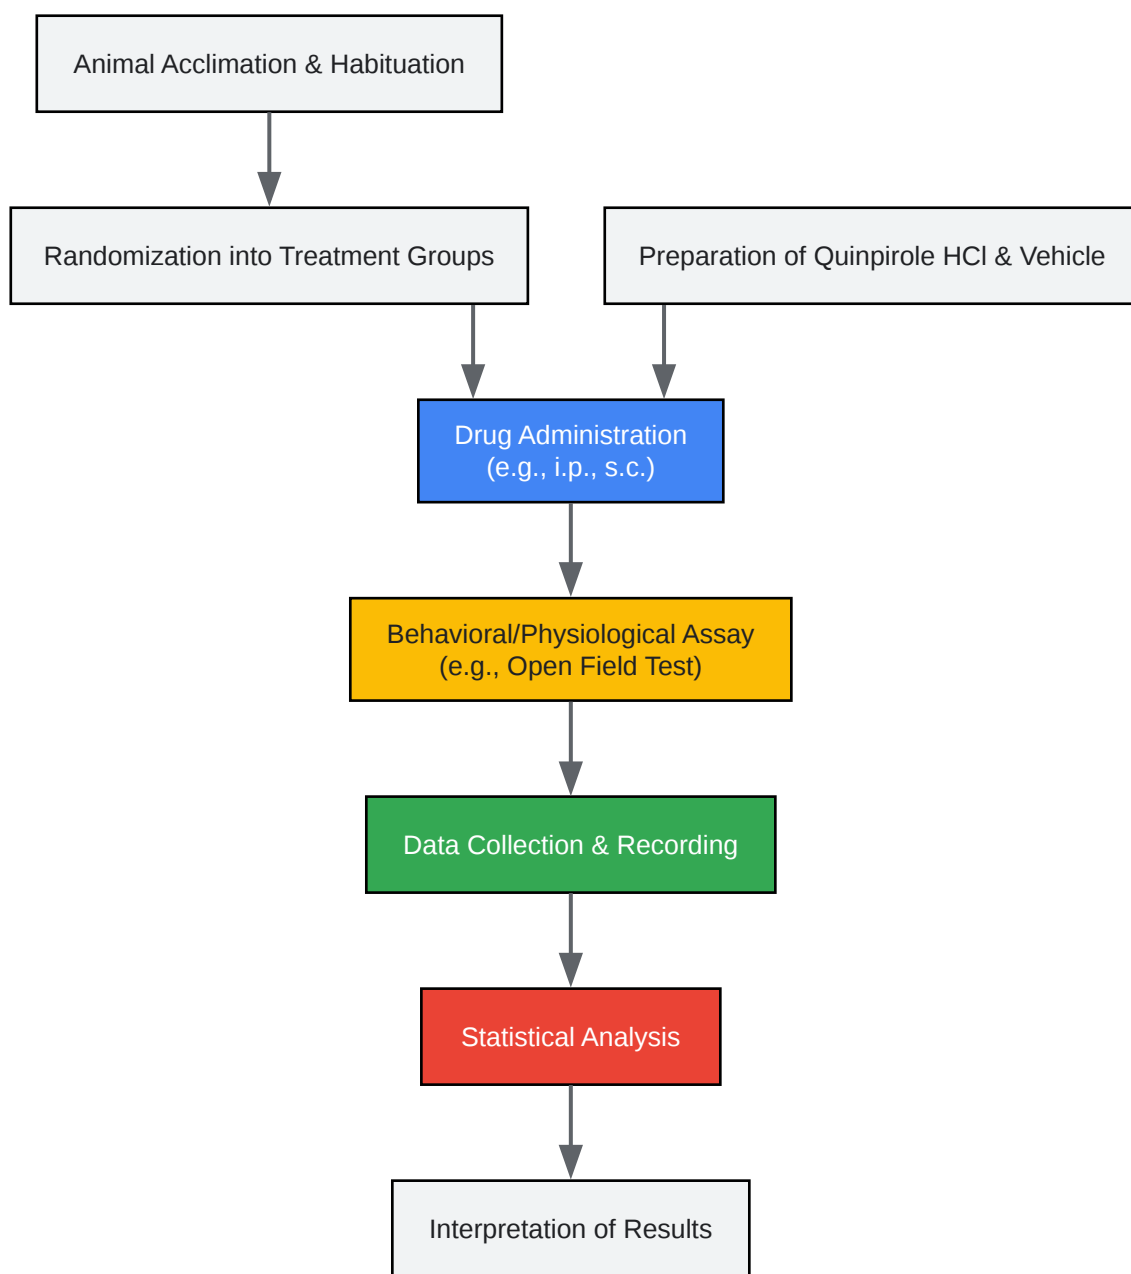 Animal Acclimation & Habituation
Randomization into Treatment Groups
Preparation of Quinpirole HCl & Vehicle
Drug Administration
(e.g., i.p., s.c.)
Behavioral/Physiological Assay
(e.g., Open Field Test)
Data Collection & Recording
Statistical Analysis
Interpretation of Results